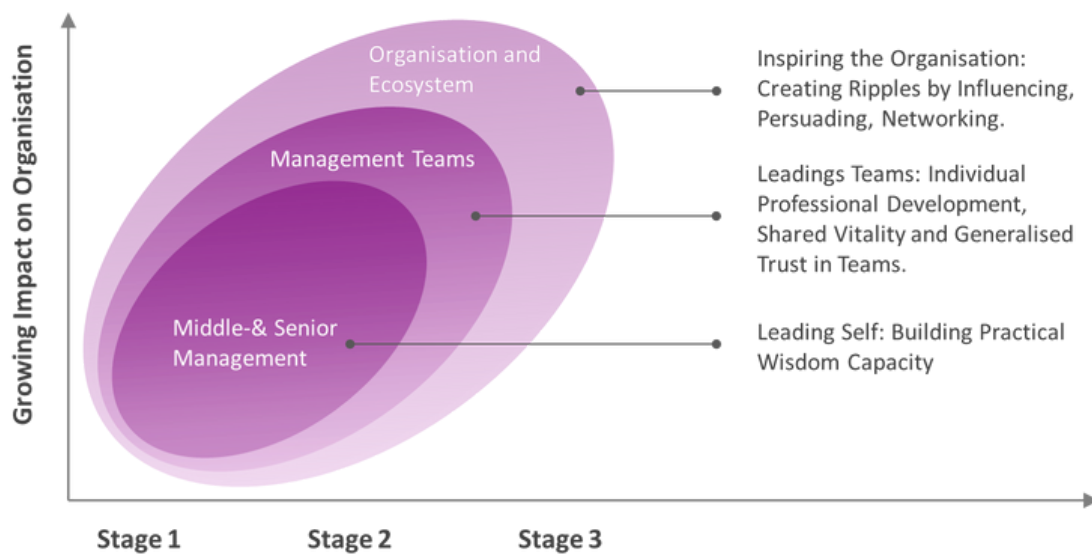 Growing Impact on Organisation
Organisation and
Ecosystem
Management Teams
Middle-& Senior
Management
Inspiring the Organisation:
Creating Ripples by Influencing,
Persuading, Networking.
Leadings Teams: Individual
Professional Development,
Shared Vitality and Generalised
Trust in Teams.
Leading Self: Building Practical
Wisdom Capacity
Stage 1
Stage 2
Stage 3